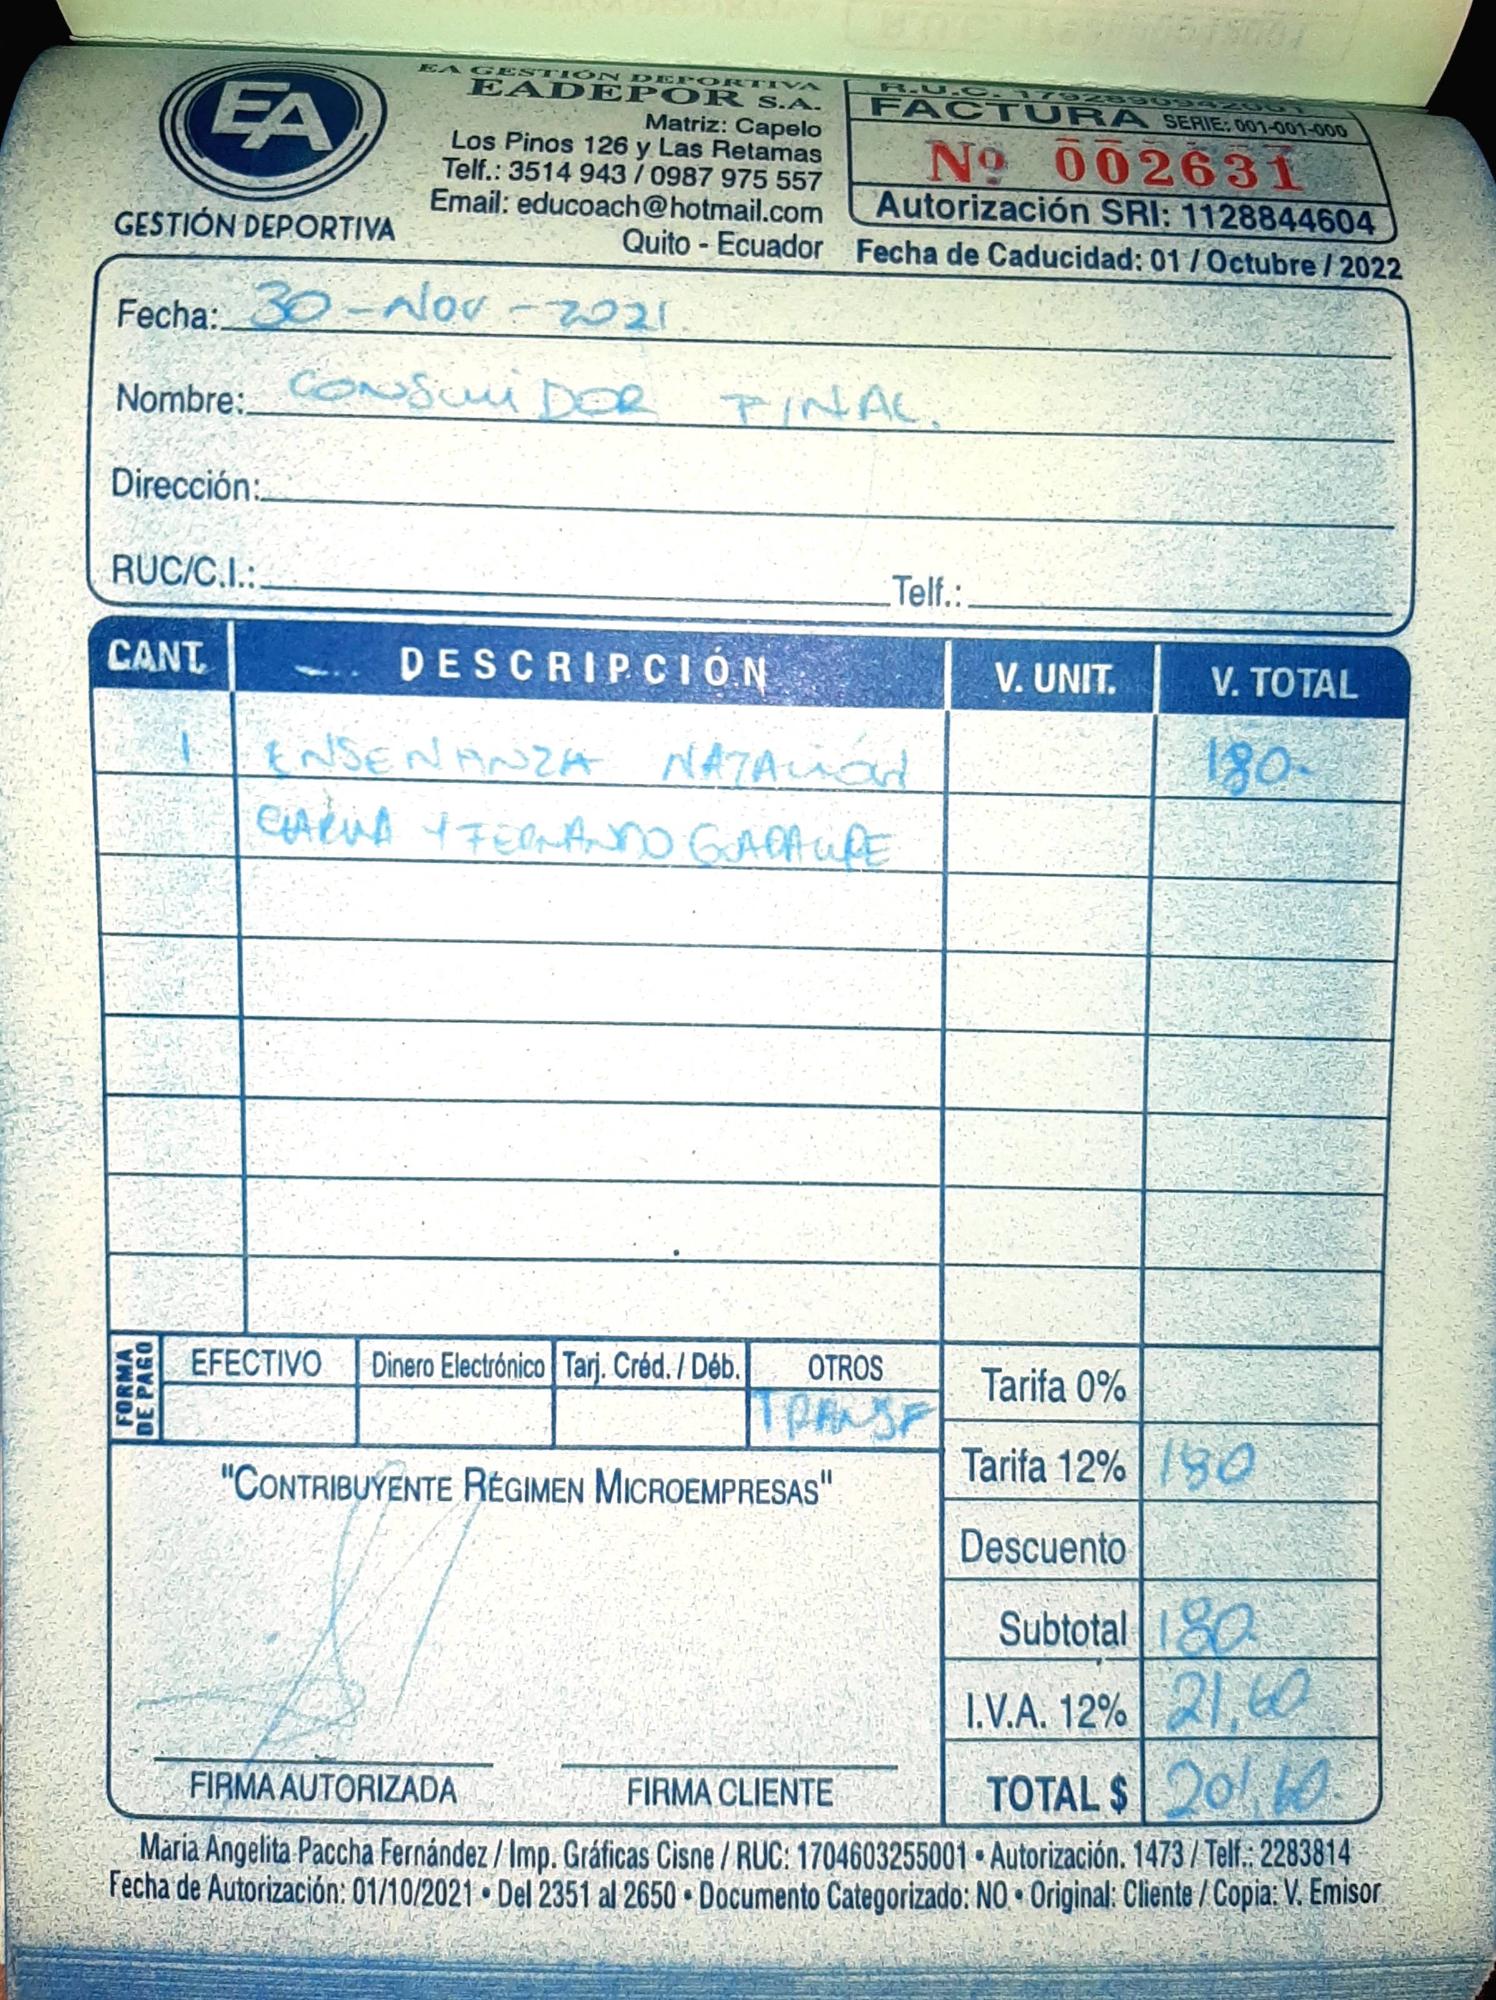 EA
GESTIÓN DEPORTIVA
EA GESTIÓN DEPORTIVA
EADEPOR S.A.
Matriz: Capelo
Los Pinos 126 y Las Retamas
Telf.: 3514 943 / 0987 975 557
Email: educoach@hotmail.com
Quito - Ecuador
R.U.C. 1792890942001
FACTURA SERIE: 001-001-000
Nº 002631
Autorización SRI: 1128844604
Fecha de Caducidad: 01 / Octubre / 2022
Fecha: 30-Nov-2021
Nombre: CONSUMIDOR FINAL.
Dirección:
RUC/C.I.: Telf.:
CANT. DESCRIPCIÓN V. UNIT. V. TOTAL
1 ENSEÑANZA NATACIÓN 180-
Y FERNANDO
FORMA DE PAGO
EFECTIVO Dinero Electrónico Tarj. Créd. / Déb. OTROS
TRANSF
Tarifa 0%
Tarifa 12% 180
Descuento
Subtotal 180
I.V.A. 12% 21,60
TOTAL $ 201,60
"CONTRIBUYENTE RÉGIMEN MICROEMPRESAS"
FIRMA AUTORIZADA FIRMA CLIENTE
María Angelita Paccha Fernández / Imp. Gráficas Cisne / RUC: 1704603255001 • Autorización. 1473 / Telf.: 2283814
Fecha de Autorización: 01/10/2021 • Del 2351 al 2650 • Documento Categorizado: NO • Original: Cliente / Copia: V. Emisor